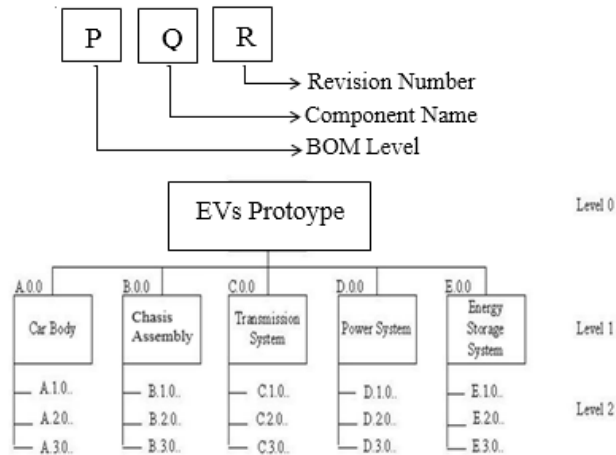 P Q R
Revision Number
Component Name
BOM Level
EVs Protoype
Level 0
A.0.0 B.0.0 C.0.0 D.0.0 E.0.0
Car Body
Chasis
Assembly
Transmission
System
Power System
Energy
Storage
System
Level 1
A.1.0.. B.1.0.. C.1.0.. D.1.0.. E.1.0..
Level 2
A.2.0.. B.2.0.. C.2.0.. D.2.0.. E.2.0..
A.3.0.. B.3.0.. C.3.0.. D.3.0.. E.3.0..